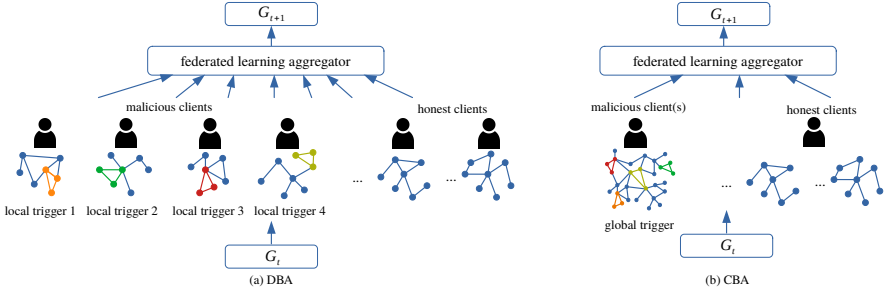 G_{t+1}
federated learning aggregator
malicious clients
honest clients
...
...
local trigger 1
local trigger 2
local trigger 3
local trigger 4
G_t
(a) DBA
G_{t+1}
federated learning aggregator
malicious client(s)
honest clients
...
...
global trigger
G_t
(b) CBA